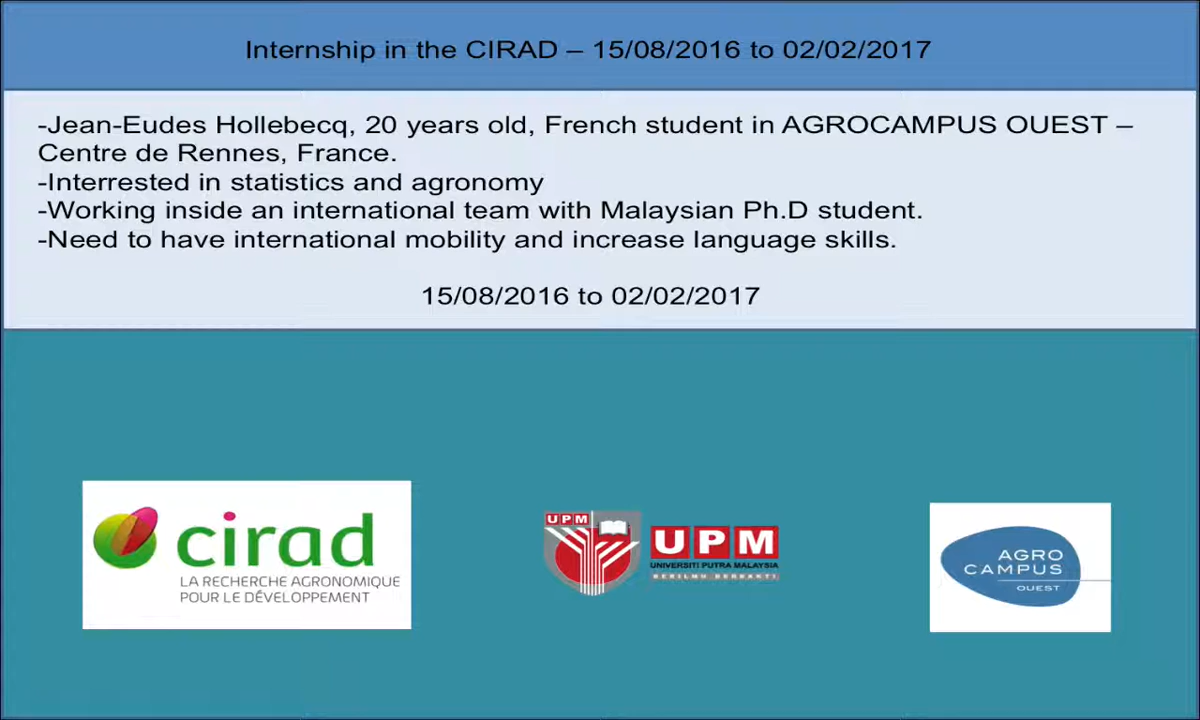 Internship in the CIRAD – 15/08/2016 to 02/02/2017
-Jean-Eudes Hollebecq, 20 years old, French student in AGROCAMPUS OUEST –
Centre de Rennes, France.
-Interrested in statistics and agronomy
-Working inside an international team with Malaysian Ph.D student.
-Need to have international mobility and increase language skills.
15/08/2016 to 02/02/2017
cirad
LA RECHERCHE AGRONOMIQUE
POUR LE DÉVELOPPEMENT
UPM
UPM
UNIVERSITI PUTRA MALAYSIA
BERILMU BERBAKTI
AGRO
CAMPUS
OUEST